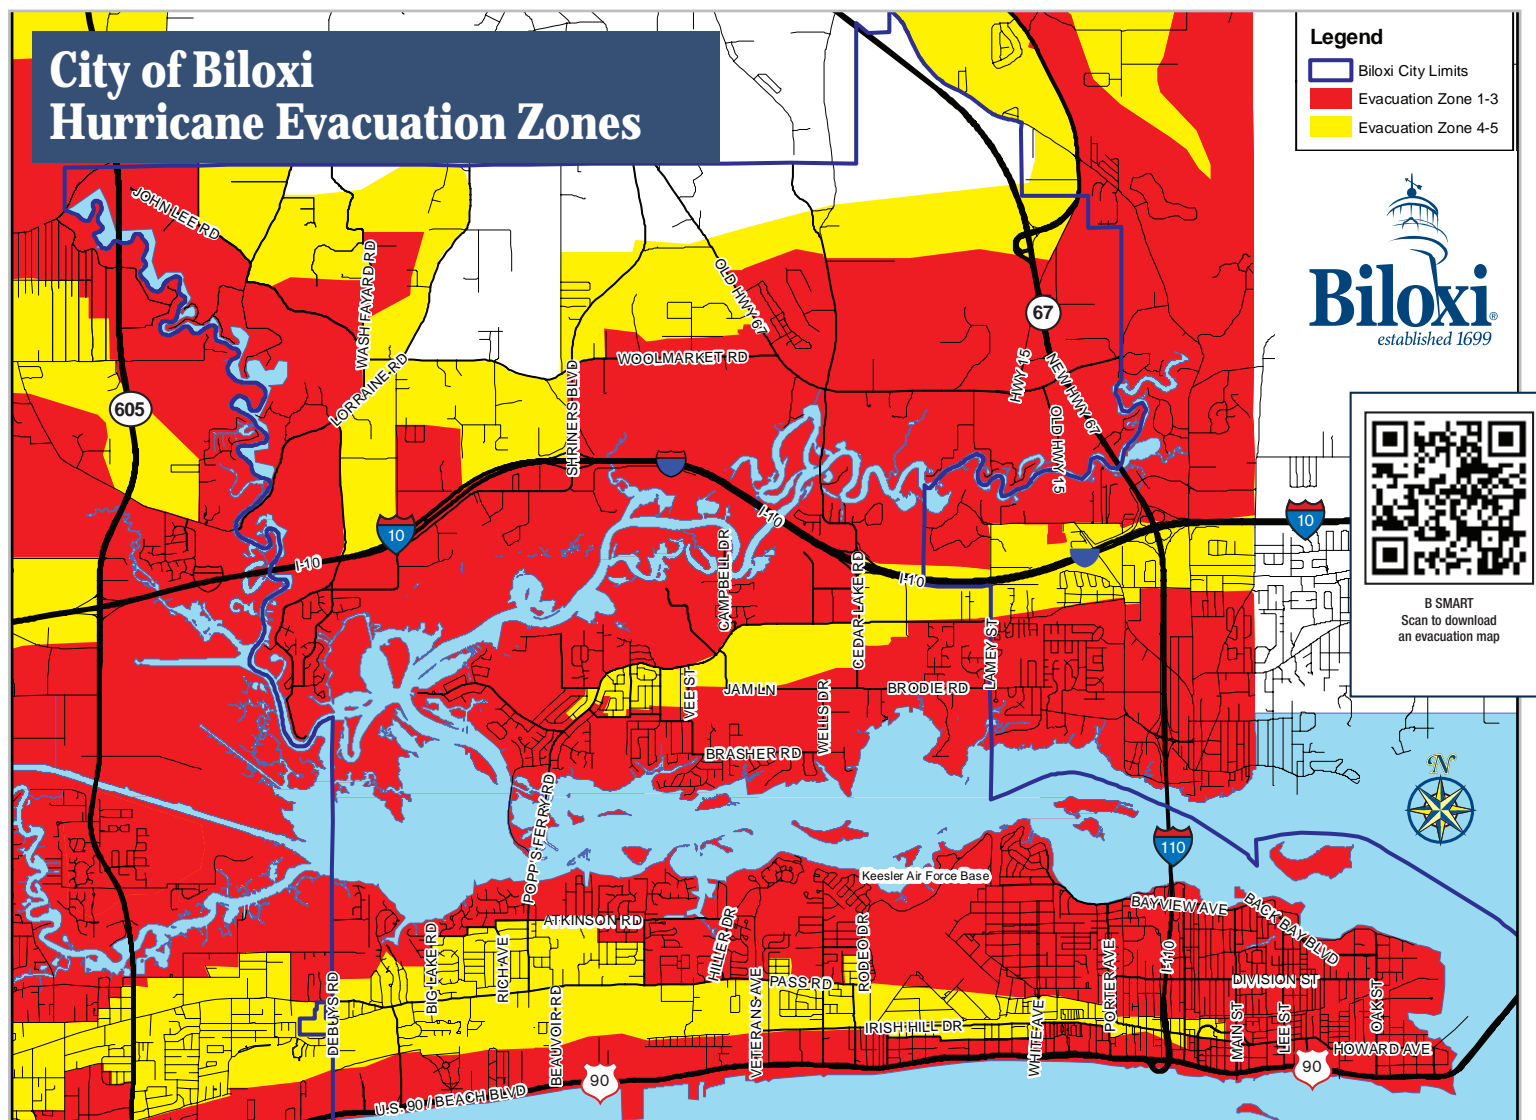 City of Biloxi
Hurricane Evacuation Zones
Legend
Biloxi City Limits
Evacuation Zone 1-3
Evacuation Zone 4-5
Biloxi®
established 1699
B SMART
Scan to download
an evacuation map
N
JOHN LEE RD
WASH FAYARD RD
LORRAINE RD
OLD HWY 67
WOOLMARKET RD
SHRINERS BLVD
67
HWY 15
NEW HWY 67
OLD HWY 15
605
10
I-10
I-10
I-10
10
CAMPBELL DR
CEDAR LAKE RD
LAMEY ST
VEE ST
JAM LN
WELLS DR
BRODIE RD
BRASHER RD
POPP'S FERRY RD
110
Keesler Air Force Base
BAYVIEW AVE
BACK BAY BLVD
ATKINSON RD
BIG LAKE RD
RICH AVE
HILLER DR
RODEO DR
PORTER AVE
I-110
DIVISION ST
PASS RD
DEBUYS RD
BEAUVOIR RD
VETERANS AVE
IRISH HILL DR
WHITE AVE
MAIN ST
LEE ST
OAK ST
HOWARD AVE
U.S. 90 / BEACH BLVD
90
90